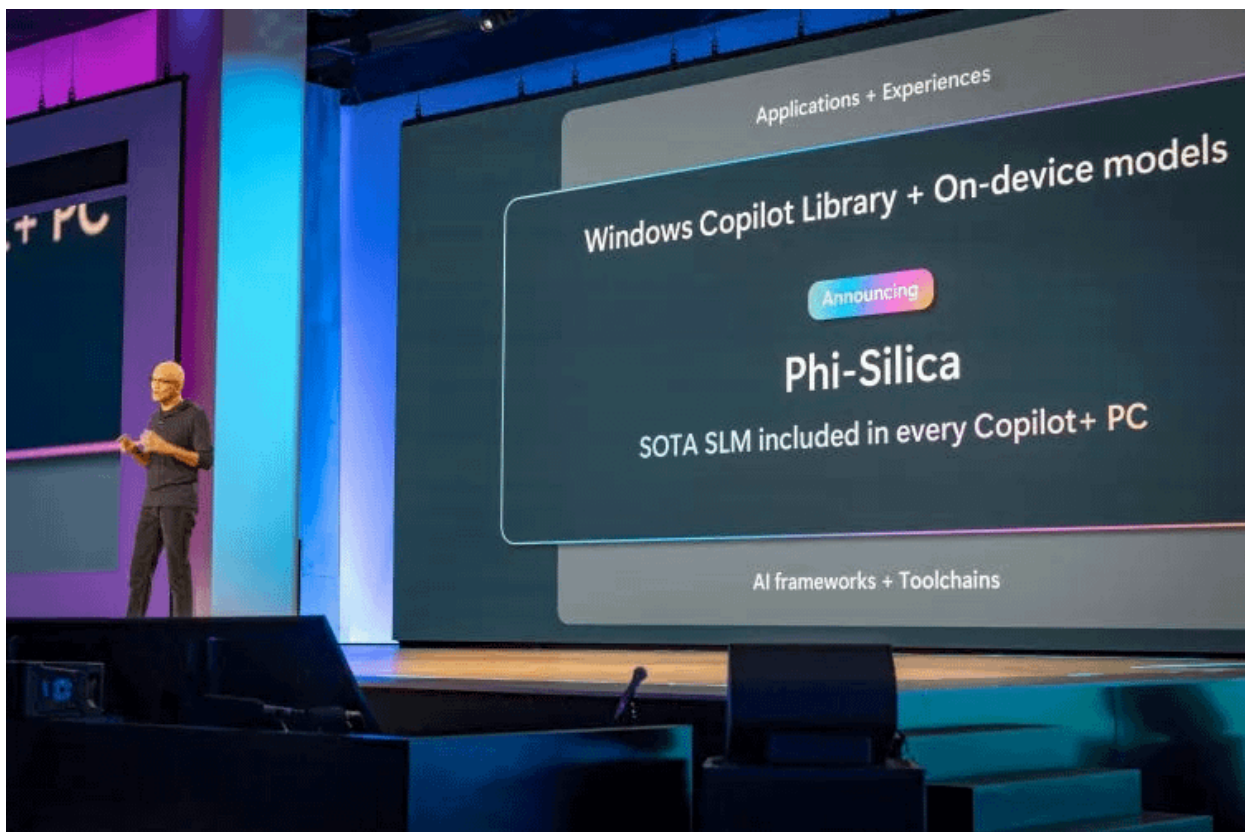 + PC
Applications + Experiences
Windows Copilot Library + On-device models
Announcing
Phi-Silica
SOTA SLM included in every Copilot+ PC
AI frameworks + Toolchains